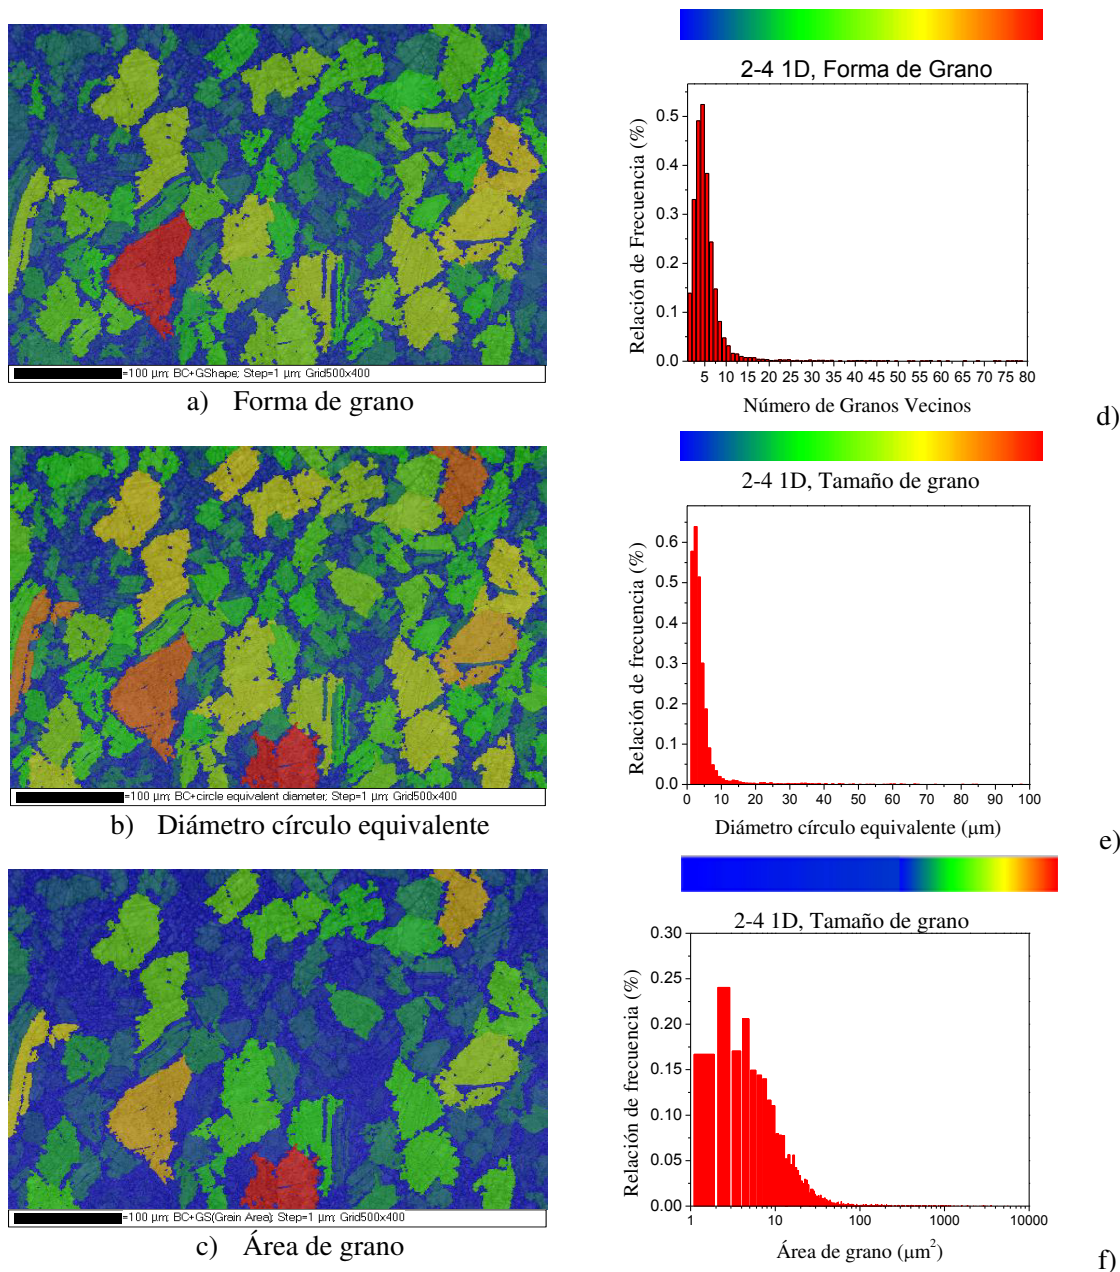 =100 µm; BC+GShape; Step=1 µm; Grid500x400
a) Forma de grano
2-4 1D, Forma de Grano
Relación de Frecuencia (%)
0.5
0.4
0.3
0.2
0.1
0.0
5 10 15 20 25 30 35 40 45 50 55 60 65 70 75 80
Número de Granos Vecinos
d)
=100 µm; BC+circle equivalent diameter; Step=1 µm; Grid500x400
b) Diámetro círculo equivalente
2-4 1D, Tamaño de grano
Relación de frecuencia (%)
0.6
0.5
0.4
0.3
0.2
0.1
0.0
0 10 20 30 40 50 60 70 80 90 100
Diámetro círculo equivalente (µm)
e)
=100 µm; BC+GS(Grain Area); Step=1 µm; Grid500x400
c) Área de grano
2-4 1D, Tamaño de grano
Relación de frecuencia (%)
0.30
0.25
0.20
0.15
0.10
0.05
0.00
1 10 100 1000 10000
Área de grano (µm²)
f)